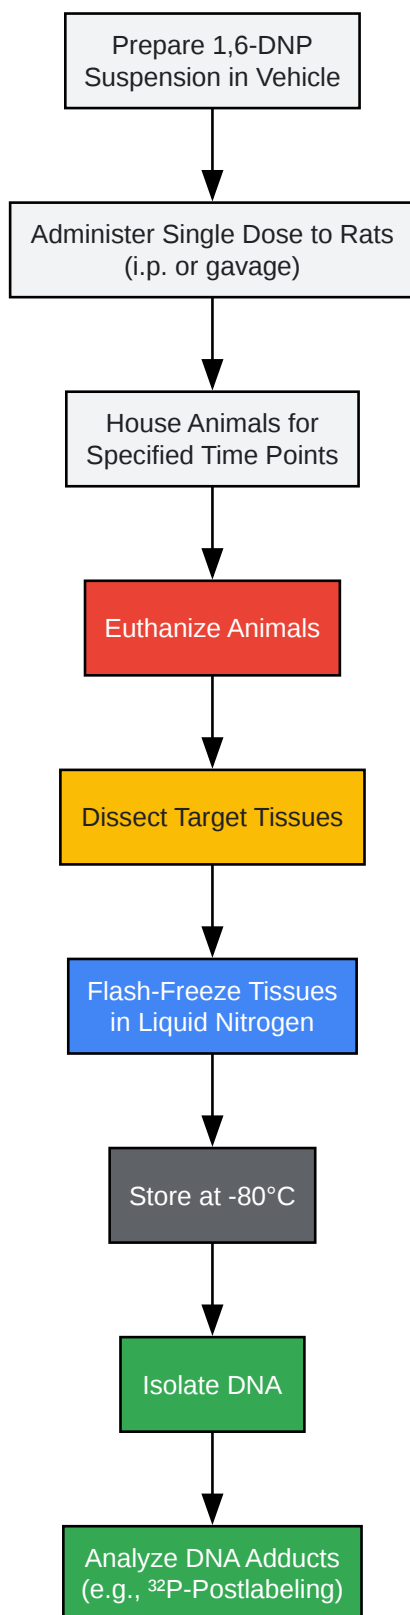 Prepare 1,6-DNP
Suspension in Vehicle
Administer Single Dose to Rats
(i.p. or gavage)
House Animals for
Specified Time Points
Euthanize Animals
Dissect Target Tissues
Flash-Freeze Tissues
in Liquid Nitrogen
Store at -80°C
Isolate DNA
Analyze DNA Adducts
(e.g., ³²P-Postlabeling)